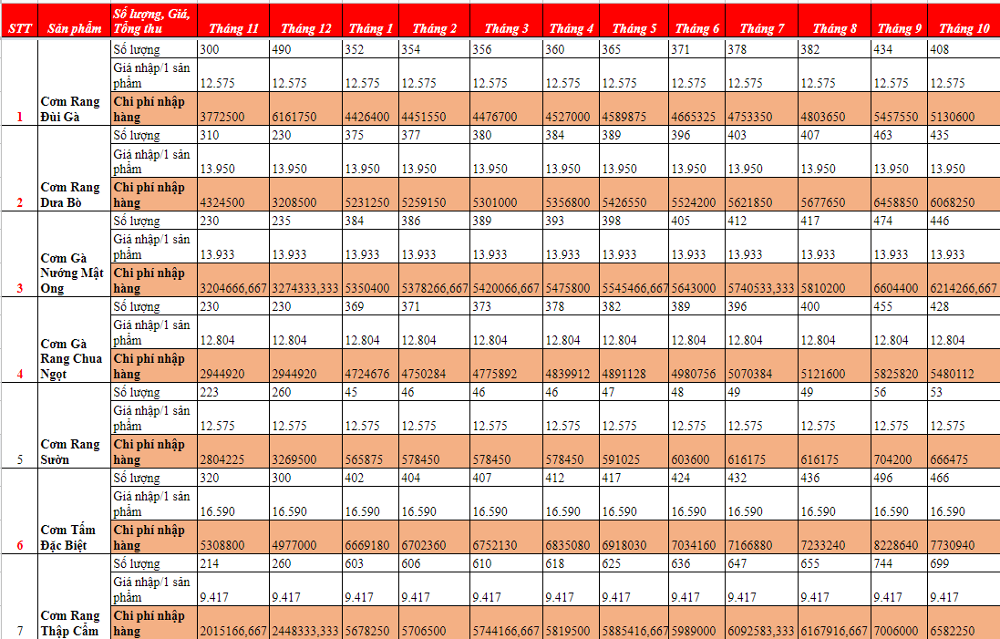 STT Sản phẩm Số lượng, Giá, Tổng thu Tháng 11 Tháng 12 Tháng 1 Tháng 2 Tháng 3 Tháng 4 Tháng 5 Tháng 6 Tháng 7 Tháng 8 Tháng 9 Tháng 10
1 Cơm Rang Đùi Gà
Số lượng 300 490 352 354 356 360 365 371 378 382 434 408
Giá nhập/1 sản phẩm 12.575 12.575 12.575 12.575 12.575 12.575 12.575 12.575 12.575 12.575 12.575 12.575
Chi phí nhập hàng 3772500 6161750 4426400 4451550 4476700 4527000 4589875 4665325 4753350 4803650 5457550 5130600
2 Cơm Rang Dưa Bò
Số lượng 310 230 375 377 380 384 389 396 403 407 463 435
Giá nhập/1 sản phẩm 13.950 13.950 13.950 13.950 13.950 13.950 13.950 13.950 13.950 13.950 13.950 13.950
Chi phí nhập hàng 4324500 3208500 5231250 5259150 5301000 5356800 5426550 5524200 5621850 5677650 6458850 6068250
3 Cơm Gà Nướng Mật Ong
Số lượng 230 235 384 386 389 393 398 405 412 417 474 446
Giá nhập/1 sản phẩm 13.933 13.933 13.933 13.933 13.933 13.933 13.933 13.933 13.933 13.933 13.933 13.933
Chi phí nhập hàng 3204666,667 3274333,333 5350400 5378266,667 5420066,667 5475800 5545466,667 5643000 5740533,333 5810200 6604400 6214266,667
4 Cơm Gà Rang Chua Ngọt
Số lượng 230 230 369 371 373 378 382 389 396 400 455 428
Giá nhập/1 sản phẩm 12.804 12.804 12.804 12.804 12.804 12.804 12.804 12.804 12.804 12.804 12.804 12.804
Chi phí nhập hàng 2944920 2944920 4724676 4750284 4775892 4839912 4891128 4980756 5070384 5121600 5825820 5480112
5 Cơm Rang Sườn
Số lượng 223 260 45 46 46 46 47 48 49 49 56 53
Giá nhập/1 sản phẩm 12.575 12.575 12.575 12.575 12.575 12.575 12.575 12.575 12.575 12.575 12.575 12.575
Chi phí nhập hàng 2804225 3269500 565875 578450 578450 578450 591025 603600 616175 616175 704200 666475
6 Cơm Tấm Đặc Biệt
Số lượng 320 300 402 404 407 412 417 424 432 436 496 466
Giá nhập/1 sản phẩm 16.590 16.590 16.590 16.590 16.590 16.590 16.590 16.590 16.590 16.590 16.590 16.590
Chi phí nhập hàng 5308800 4977000 6669180 6702360 6752130 6835080 6918030 7034160 7166880 7233240 8228640 7730940
7 Cơm Rang Thập Cẩm
Số lượng 214 260 603 606 610 618 625 636 647 655 744 699
Giá nhập/1 sản phẩm 9.417 9.417 9.417 9.417 9.417 9.417 9.417 9.417 9.417 9.417 9.417 9.417
Chi phí nhập hàng 2015166,667 2448333,333 5678250 5706500 5744166,667 5819500 5885416,667 5989000 6092583,333 6167916,667 7006000 6582250